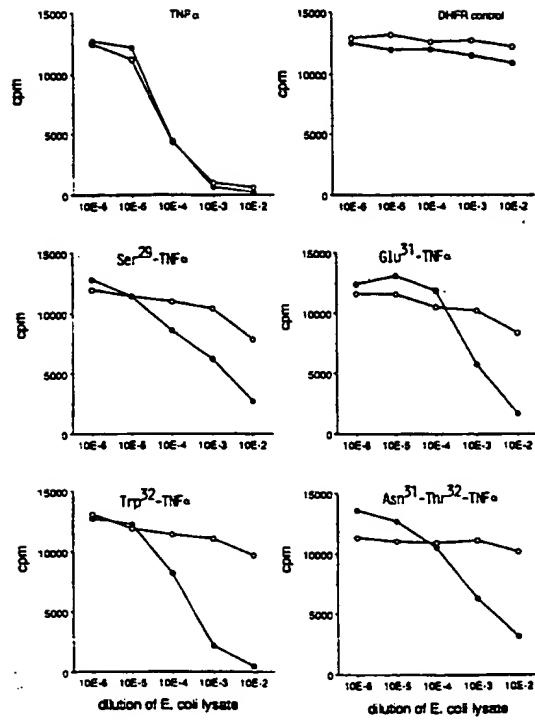 TNFα
DHFR control
15000
10000
5000
0
cpm
10E-6 10E-5 10E-4 10E-3 10E-2
15000
10000
5000
0
cpm
10E-6 10E-5 10E-4 10E-3 10E-2
Ser29-TNFα
Glu31-TNFα
15000
10000
5000
0
cpm
10E-6 10E-5 10E-4 10E-3 10E-2
15000
10000
5000
0
cpm
10E-6 10E-5 10E-4 10E-3 10E-2
Trp32-TNFα
Asn31-Thr32-TNFα
15000
10000
5000
0
cpm
10E-6 10E-5 10E-4 10E-3 10E-2
dilution of E. coli lysate
15000
10000
5000
0
cpm
10E-6 10E-5 10E-4 10E-3 10E-2
dilution of E. coli lysate